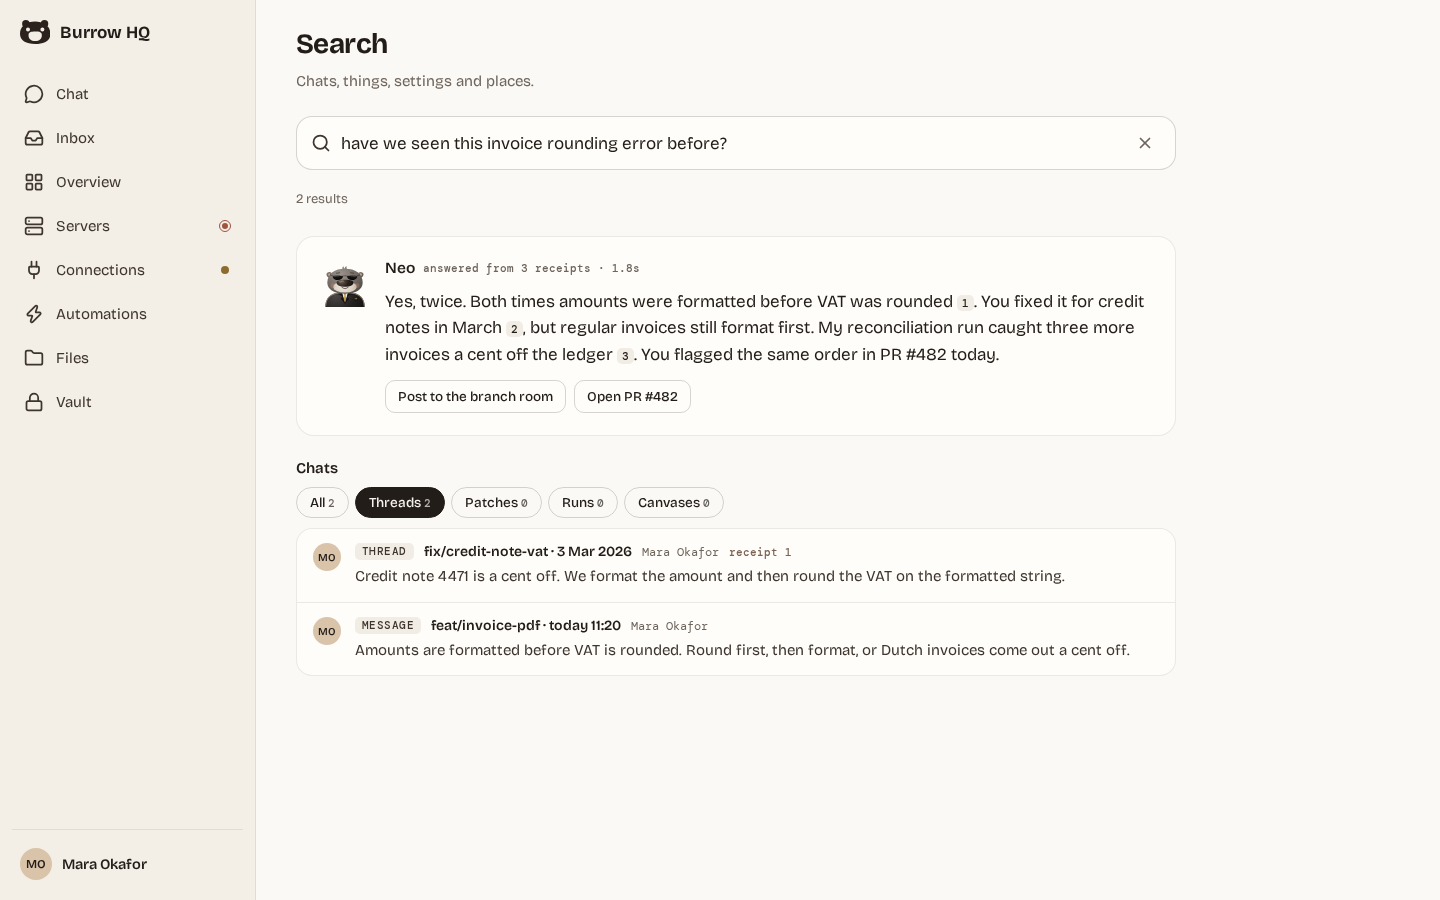 Burrow HQ
Chat
Inbox
Overview
Servers
Connections
Automations
Files
Vault
MO
Mara Okafor
Search
Chats, things, settings and places.
have we seen this invoice rounding error before?
2 results
Neo answered from 3 receipts · 1.8s
Yes, twice. Both times amounts were formatted before VAT was rounded 1. You fixed it for credit
notes in March 2, but regular invoices still format first. My reconciliation run caught three more
invoices a cent off the ledger 3. You flagged the same order in PR #482 today.
Post to the branch room
Open PR #482
Chats
All 2
Threads 2
Patches 0
Runs 0
Canvases 0
MO
THREAD fix/credit-note-vat · 3 Mar 2026 Mara Okafor receipt 1
Credit note 4471 is a cent off. We format the amount and then round the VAT on the formatted string.
MO
MESSAGE feat/invoice-pdf · today 11:20 Mara Okafor
Amounts are formatted before VAT is rounded. Round first, then format, or Dutch invoices come out a cent off.